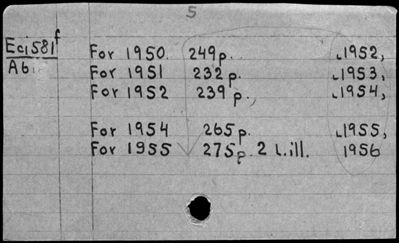 5
Ec1581f
Ab.
For 1950. 249p. 1952,
For 1951 232p. 1953,
For 1952 239p., 1954,
For 1954 265p. 1955,
For 1955 275p. 2 l.ill. 1956